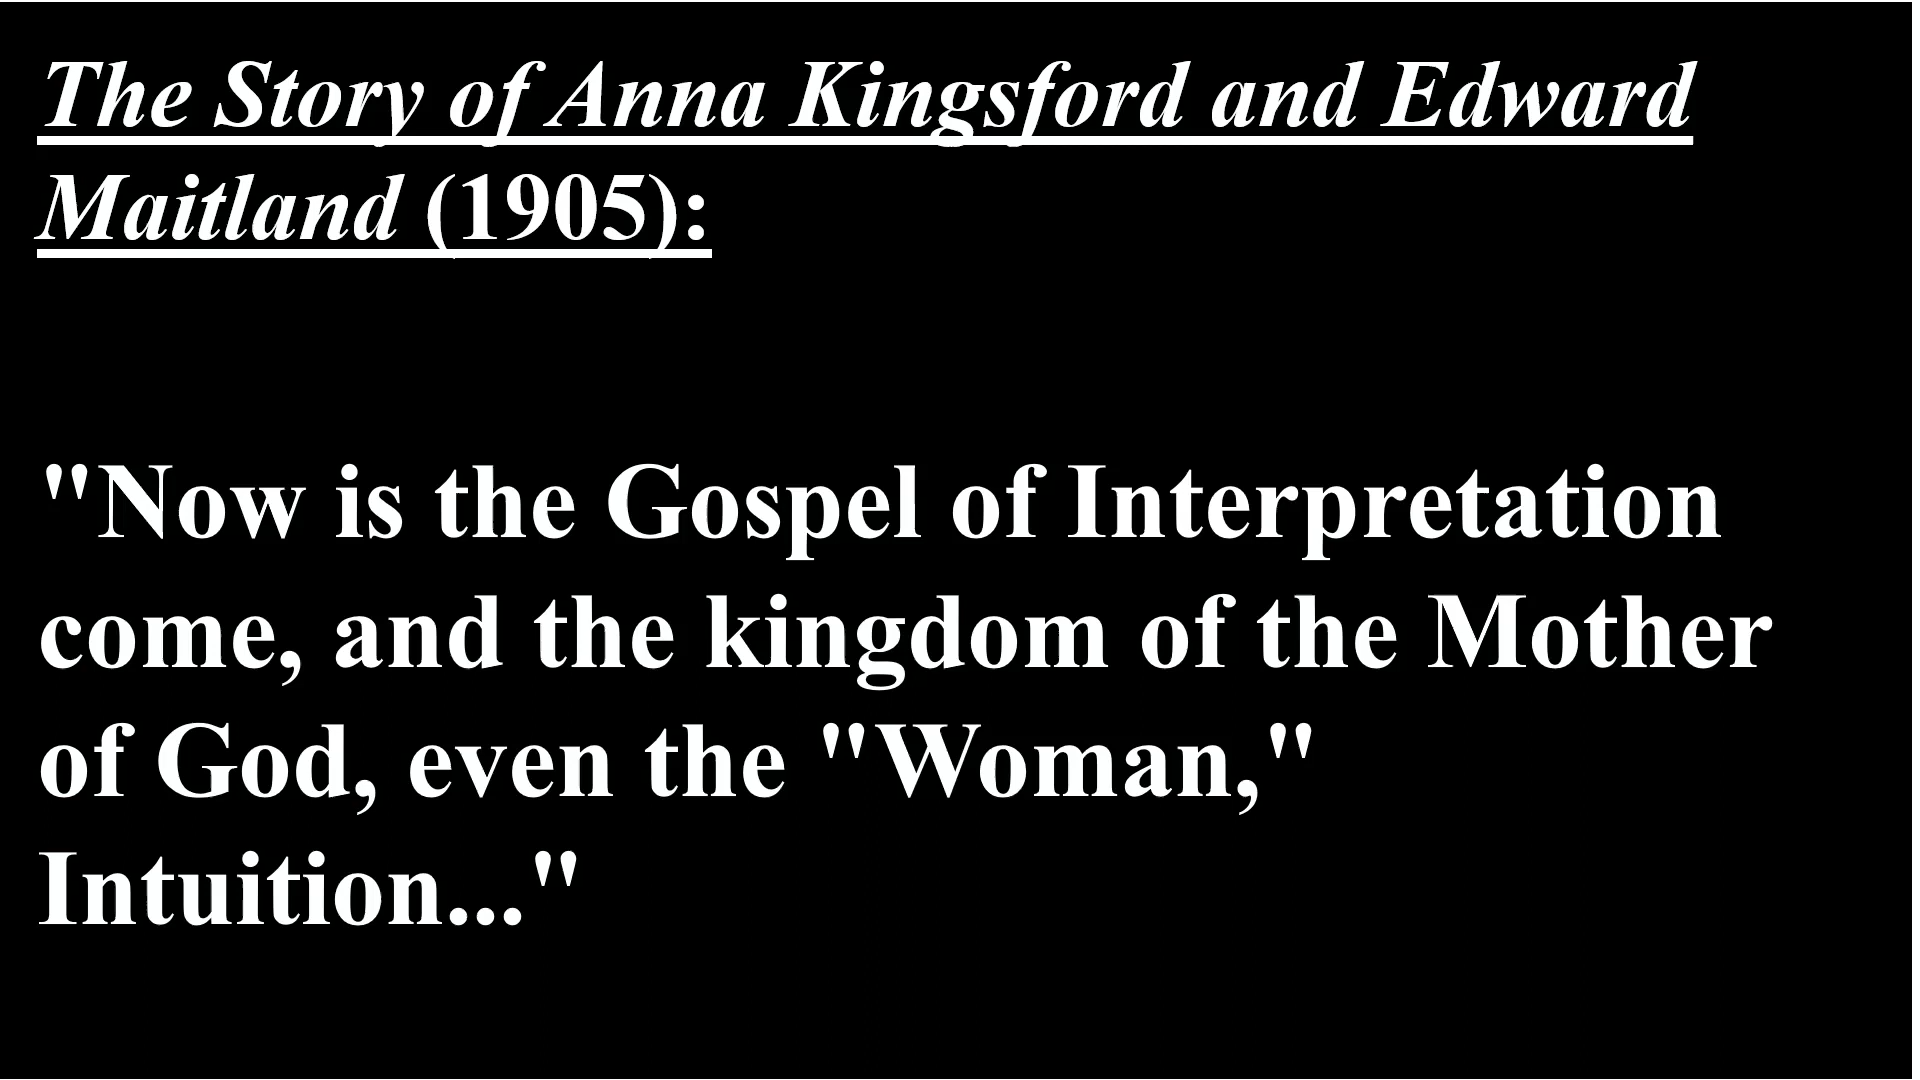 The Story of Anna Kingsford and Edward
Maitland (1905):
"Now is the Gospel of Interpretation
come, and the kingdom of the Mother
of God, even the "Woman,"
Intuition..."